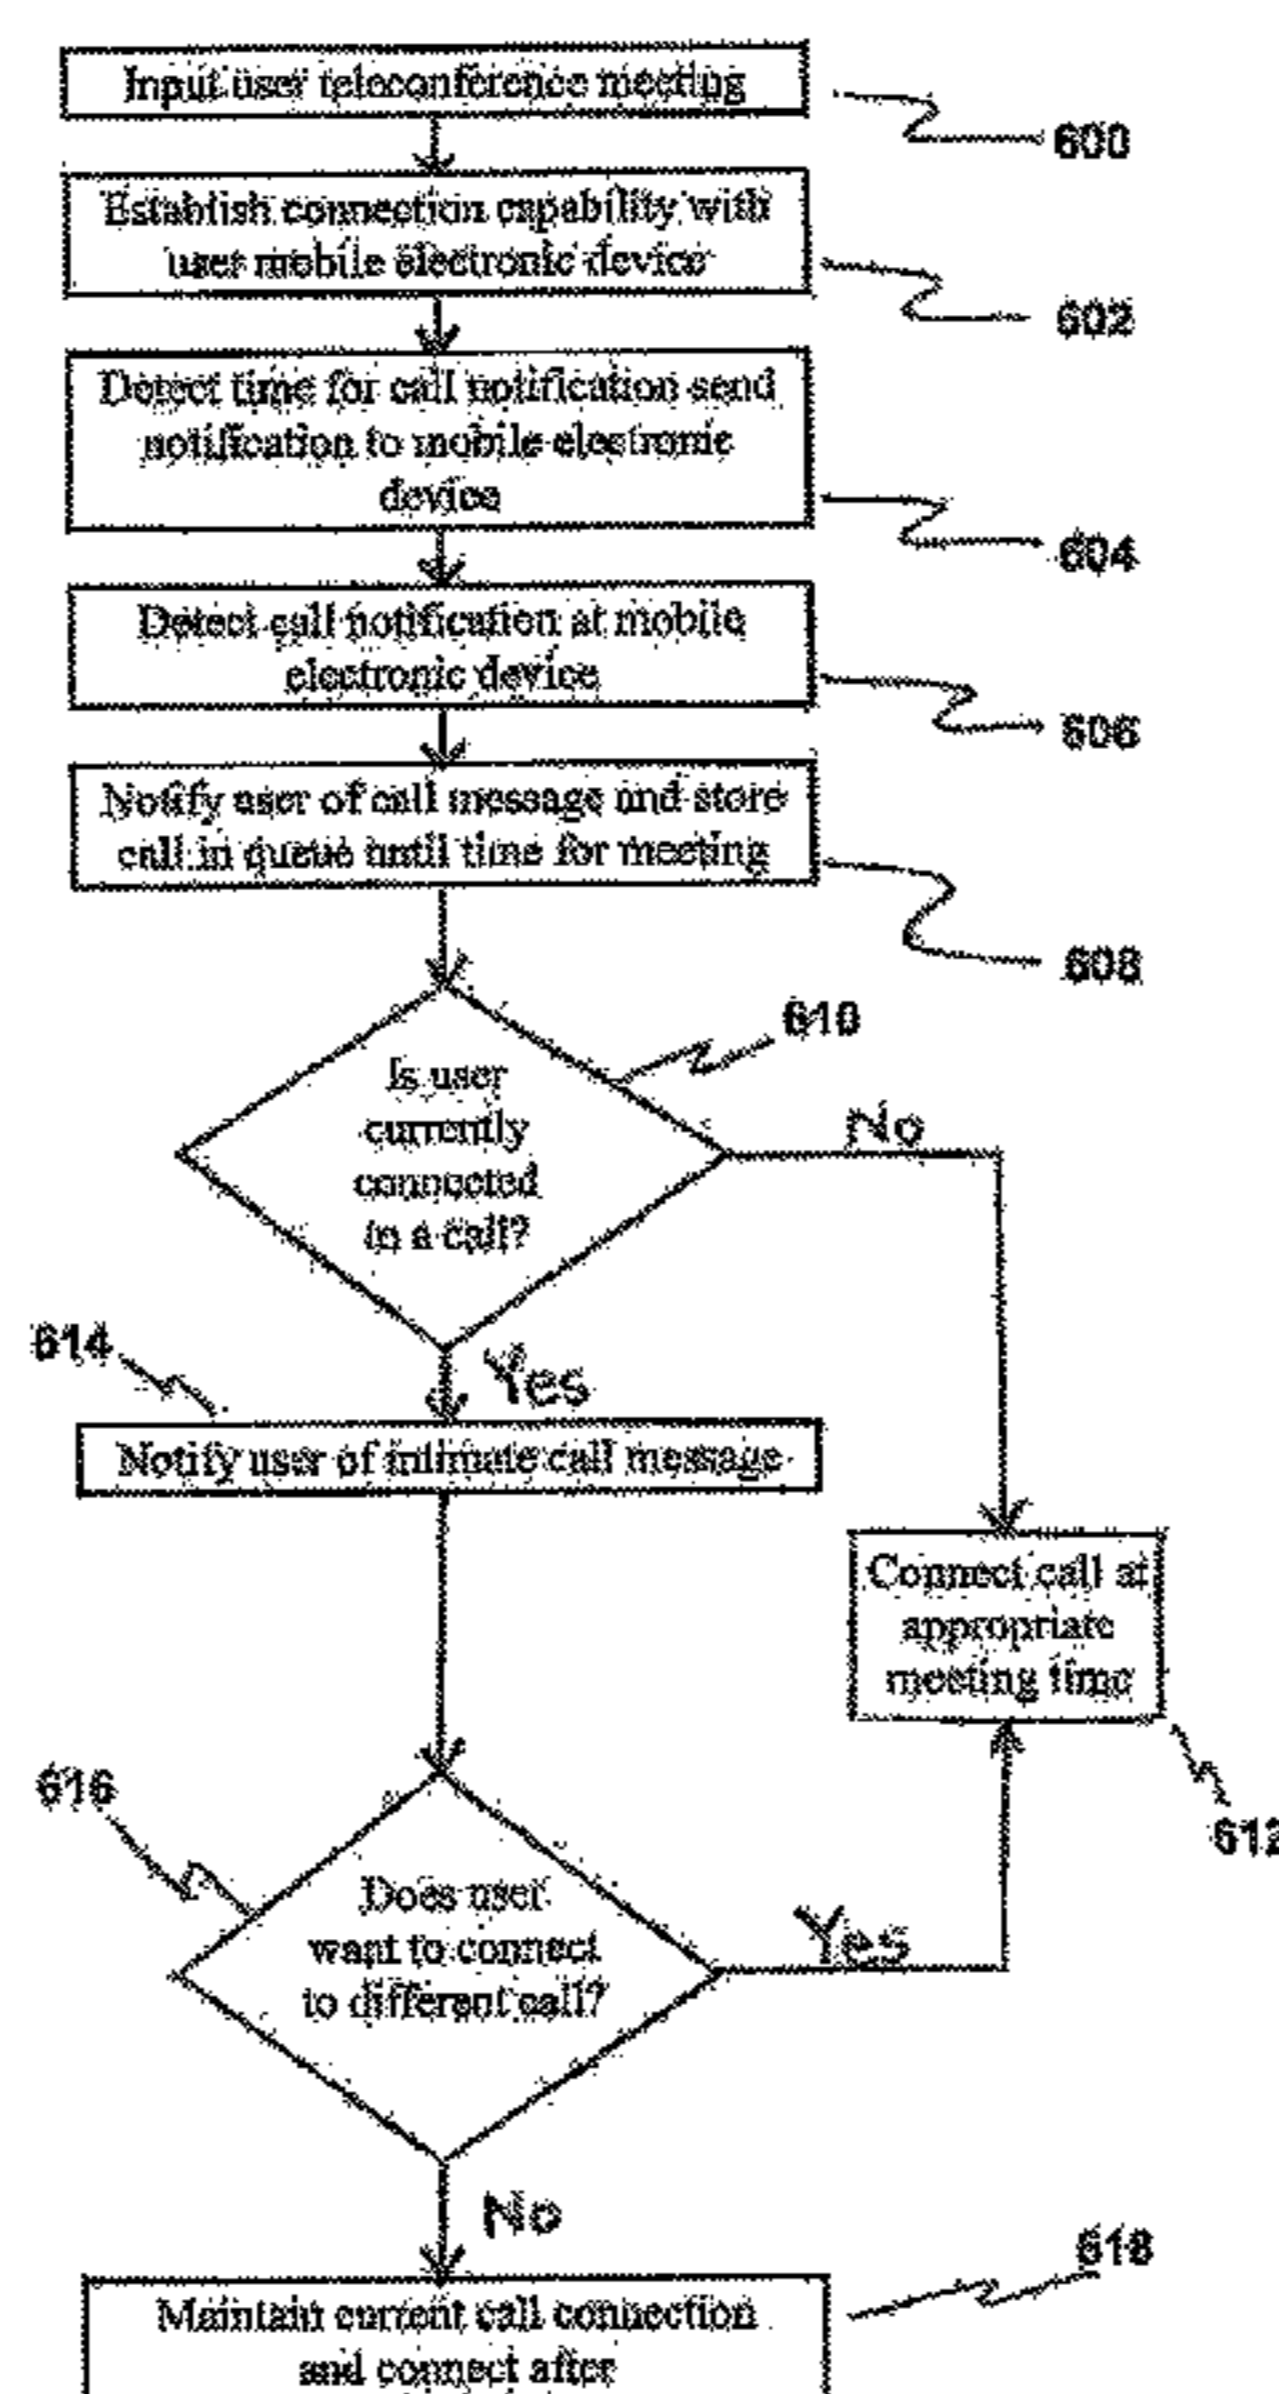 Input user teleconference meeting
600
Establish connection capability with
user mobile electronic device
602
Detect time for call notification send
notification to mobile electronic
device
604
Detect call notification at mobile
electronic device
606
Notify user of call message and store
call in queue until time for meeting
608
610
Is user
currently
connected
in a call?
No
614
Yes
Notify user of intimate call message
Connect call at
appropriate
meeting time
612
616
Does user
want to connect
to different call?
Yes
No
618
Maintain current call connection
and connect after